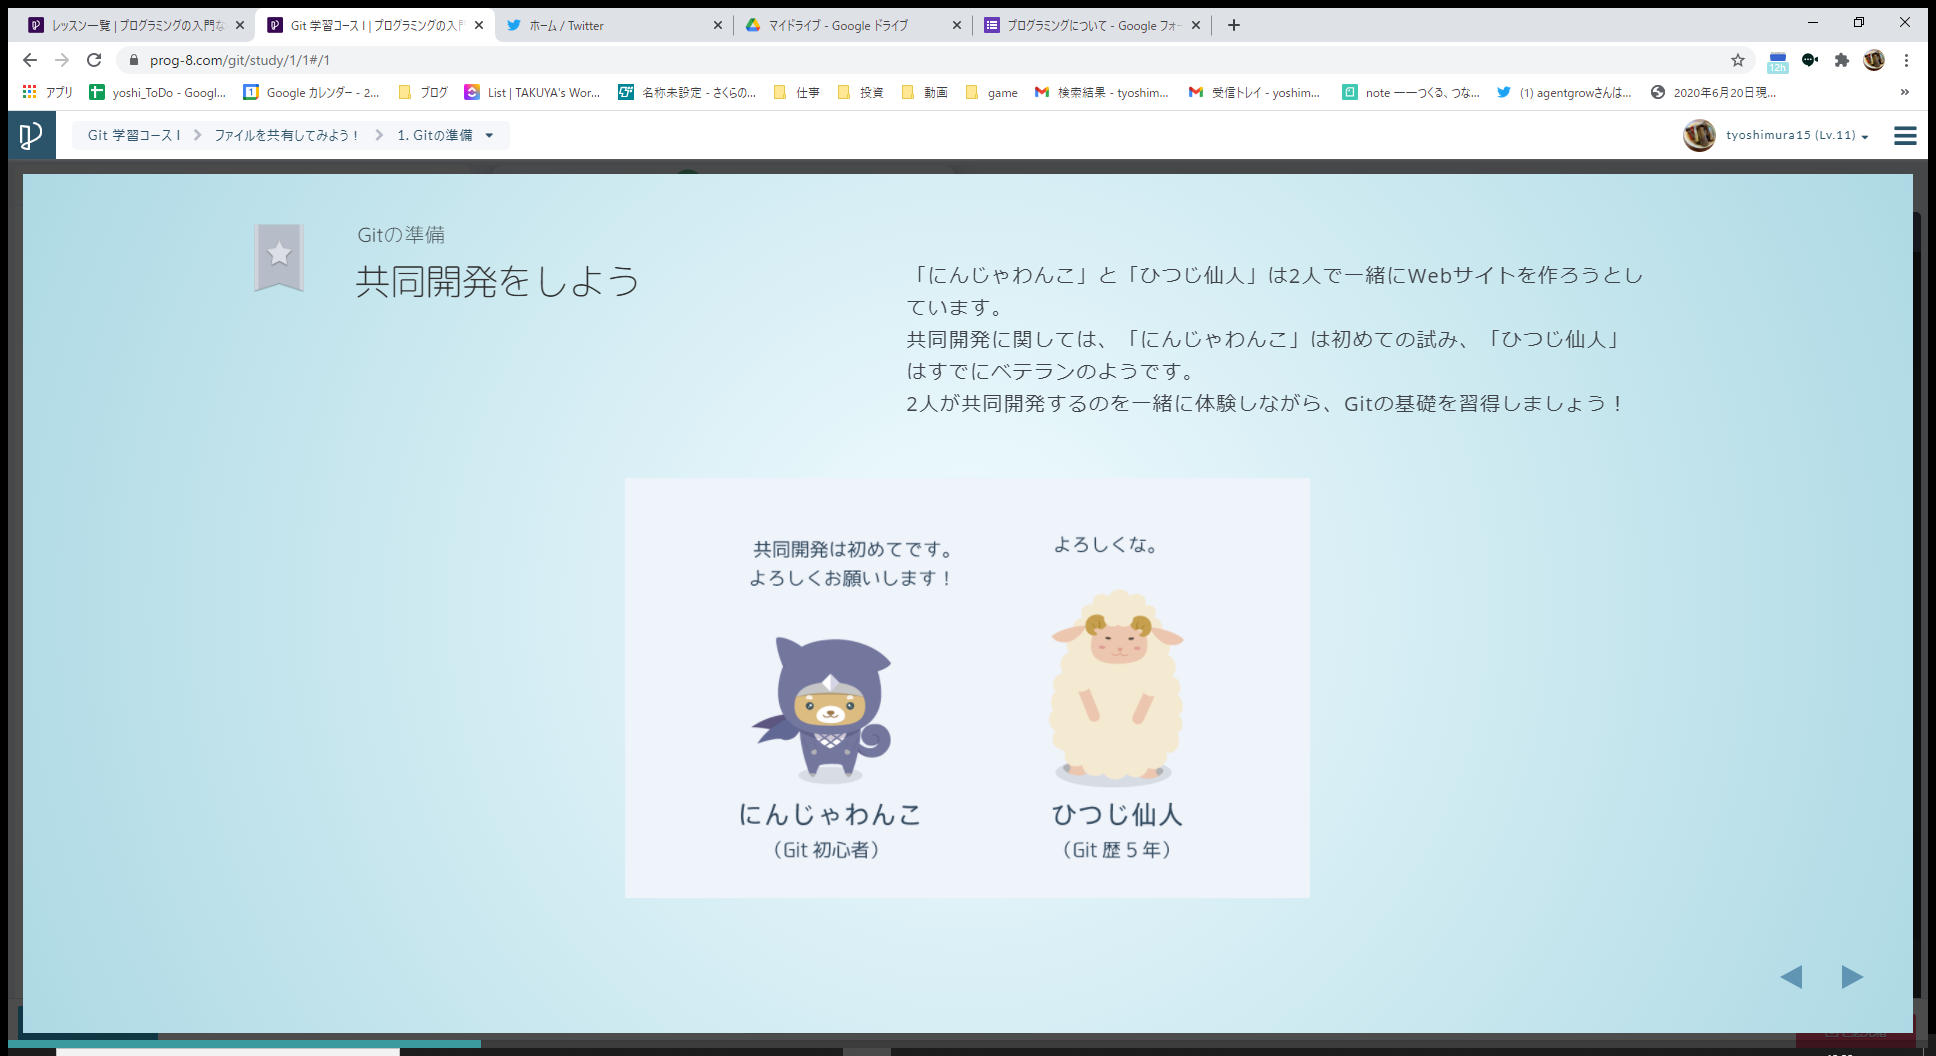 レッスン一覧 | プログラミングの入門な
Git 学習コース I | プログラミングの入門
ホーム / Twitter
マイドライブ - Google ドライブ
プログラミングについて - Google フォー
prog-8.com/git/study/1/1#/1
12h
アプリ
yoshi_ToDo - Googl...
Google カレンダー - 2...
ブログ
List | TAKUYA's Wor...
名称未設定 - さくらの...
仕事
投資
動画
game
検索結果 - tyoshim...
受信トレイ - yoshim...
note ーーつくる、つな...
(1) agentgrowさんは...
2020年6月20日現...
»
Git 学習コース I
ファイルを共有してみよう！
1. Gitの準備
tyoshimura15 (Lv.11)
Gitの準備
共同開発をしよう
「にんじゃわんこ」と「ひつじ仙人」は2人で一緒にWebサイトを作ろうとし
ています。
共同開発に関しては、「にんじゃわんこ」は初めての試み、「ひつじ仙人」
はすでにベテランのようです。
2人が共同開発するのを一緒に体験しながら、Gitの基礎を習得しましょう！
共同開発は初めてです。
よろしくお願いします！
よろしくな。
にんじゃわんこ
（Git 初心者）
ひつじ仙人
（Git 歴 5 年）